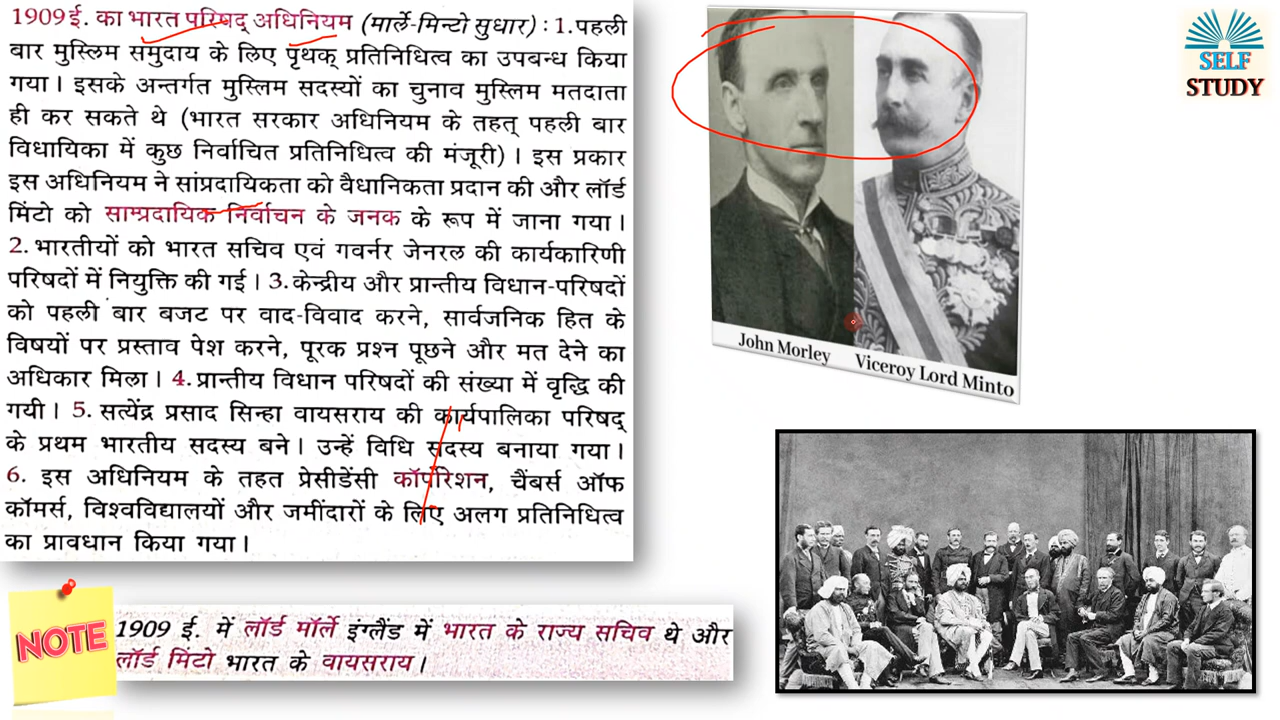 1909 ई. का भारत परिषद् अधिनियम (मार्ले-मिन्टो सुधार) : 1. पहली
बार मुस्लिम समुदाय के लिए पृथक् प्रतिनिधित्व का उपबन्ध किया
गया। इसके अन्तर्गत मुस्लिम सदस्यों का चुनाव मुस्लिम मतदाता
ही कर सकते थे (भारत सरकार अधिनियम के तहत् पहली बार
विधायिका में कुछ निर्वाचित प्रतिनिधित्व की मंजूरी)। इस प्रकार
इस अधिनियम ने सांप्रदायिकता को वैधानिकता प्रदान की और लॉर्ड
मिंटो को साम्प्रदायिक निर्वाचन के जनक के रूप में जाना गया।
2. भारतीयों को भारत सचिव एवं गवर्नर जेनरल की कार्यकारिणी
परिषदों में नियुक्ति की गई। 3. केन्द्रीय और प्रान्तीय विधान-परिषदों
को पहली बार बजट पर वाद-विवाद करने, सार्वजनिक हित के
विषयों पर प्रस्ताव पेश करने, पूरक प्रश्न पूछने और मत देने का
अधिकार मिला। 4. प्रान्तीय विधान परिषदों की संख्या में वृद्धि की
गयी। 5. सत्येंद्र प्रसाद सिन्हा वायसराय की कार्यपालिका परिषद्
के प्रथम भारतीय सदस्य बने। उन्हें विधि सदस्य बनाया गया।
6. इस अधिनियम के तहत प्रेसीडेंसी कॉर्पोरेशन, चैंबर्स ऑफ
कॉमर्स, विश्वविद्यालयों और जमींदारों के लिए अलग प्रतिनिधित्व
का प्रावधान किया गया।
John Morley
Viceroy Lord Minto
SELF
STUDY
NOTE
1909 ई. में लॉर्ड मॉर्ले इंग्लैंड में भारत के राज्य सचिव थे और
लॉर्ड मिंटो भारत के वायसराय।